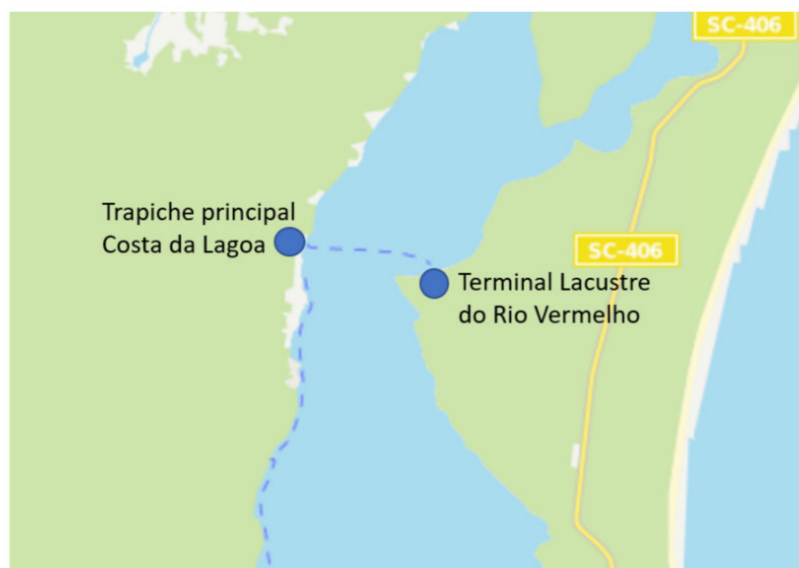 SC-406
Trapiche principal
Costa da Lagoa
SC-406
Terminal Lacustre
do Rio Vermelho